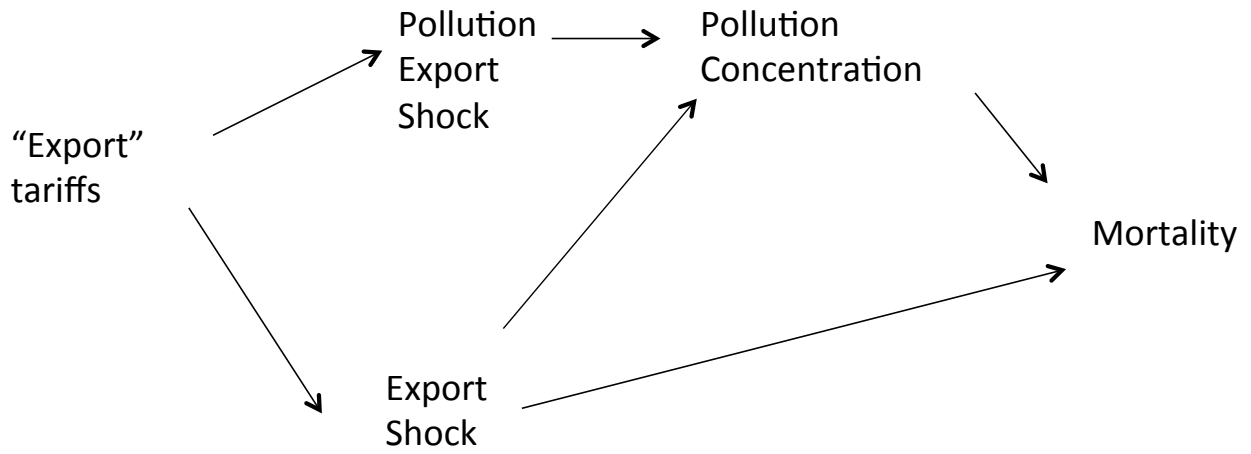 Pollution
Export
Shock
Pollution
Concentration
“Export”
tariffs
Mortality
Export
Shock